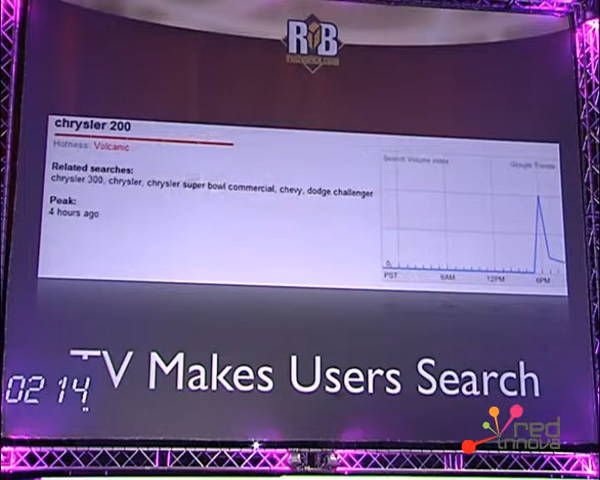 RYB
chrysler 200
Hotness: Volcanic
Related searches:
chrysler 300, chrysler, chrysler super bowl commercial, chevy, dodge challenger
Peak:
4 hours ago
Search Volume Index
Google Trends
PST
6AM
12PM
6PM
TV Makes Users Search
02 14
red
innova